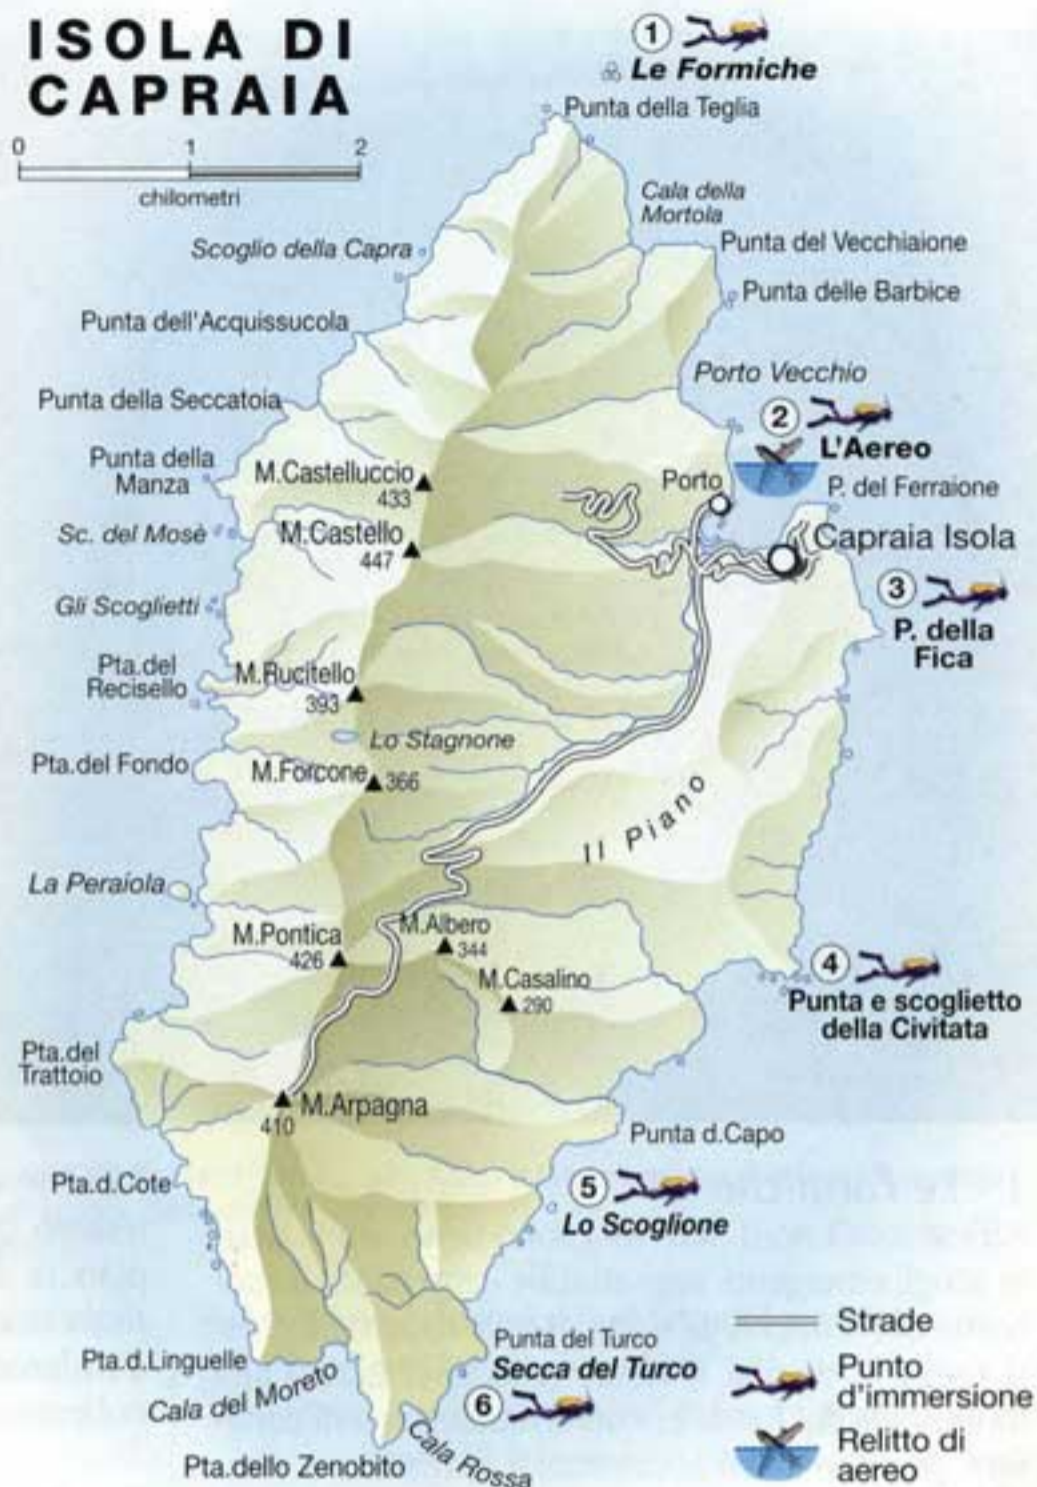 ISOLA DI
CAPRAIA
0 1 2
chilometri
1
Le Formiche
Punta della Teglia
Cala della
Mortola
Scoglio della Capra
Punta del Vecchiaione
Punta delle Barbice
Punta dell'Acquissucola
Porto Vecchio
Punta della Seccatoia
2
L'Aereo
Punta della
Manza
M.Castelluccio
433
Porto
P. del Ferraione
Sc. del Mosè
M.Castello
447
Capraia Isola
3
P. della
Fica
Gli Scoglietti
Pta.del
Recisello
M.Rucitello
393
Lo Stagnone
Pta.del Fondo
M.Forcone
366
Il Piano
La Peraiola
M.Pontica
426
M.Albero
344
M.Casalino
290
4
Punta e scoglietto
della Civitata
Pta.del
Trattoio
M.Arpagna
410
Punta d.Capo
Pta.d.Cote
5
Lo Scoglione
Pta.d.Linguelle
Cala del Moreto
Punta del Turco
Secca del Turco
6
Cala Rossa
Pta.dello Zenobito
Strade
Punto
d'immersione
Relitto di
aereo